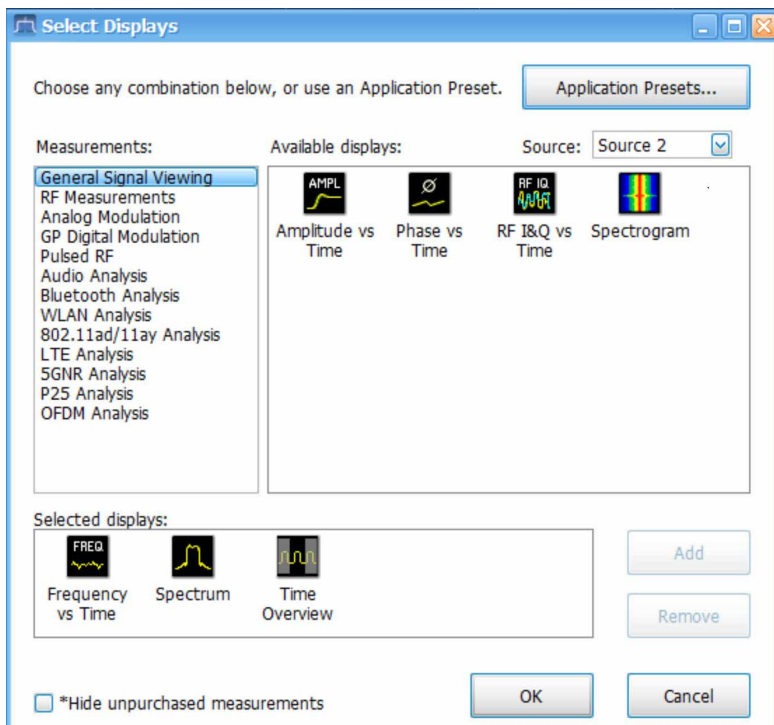 Select Displays
Choose any combination below, or use an Application Preset.
Application Presets...
Measurements:
Available displays:
Source:
Source 2
General Signal Viewing
RF Measurements
Analog Modulation
GP Digital Modulation
Pulsed RF
Audio Analysis
Bluetooth Analysis
WLAN Analysis
802.11ad/11ay Analysis
LTE Analysis
5GNR Analysis
P25 Analysis
OFDM Analysis
AMPL
Amplitude vs
Time
Ø
Phase vs
Time
RF IQ
RF I&Q vs
Time
Spectrogram
Selected displays:
FREQ
Frequency
vs Time
Spectrum
Time
Overview
Add
Remove
*Hide unpurchased measurements
OK
Cancel